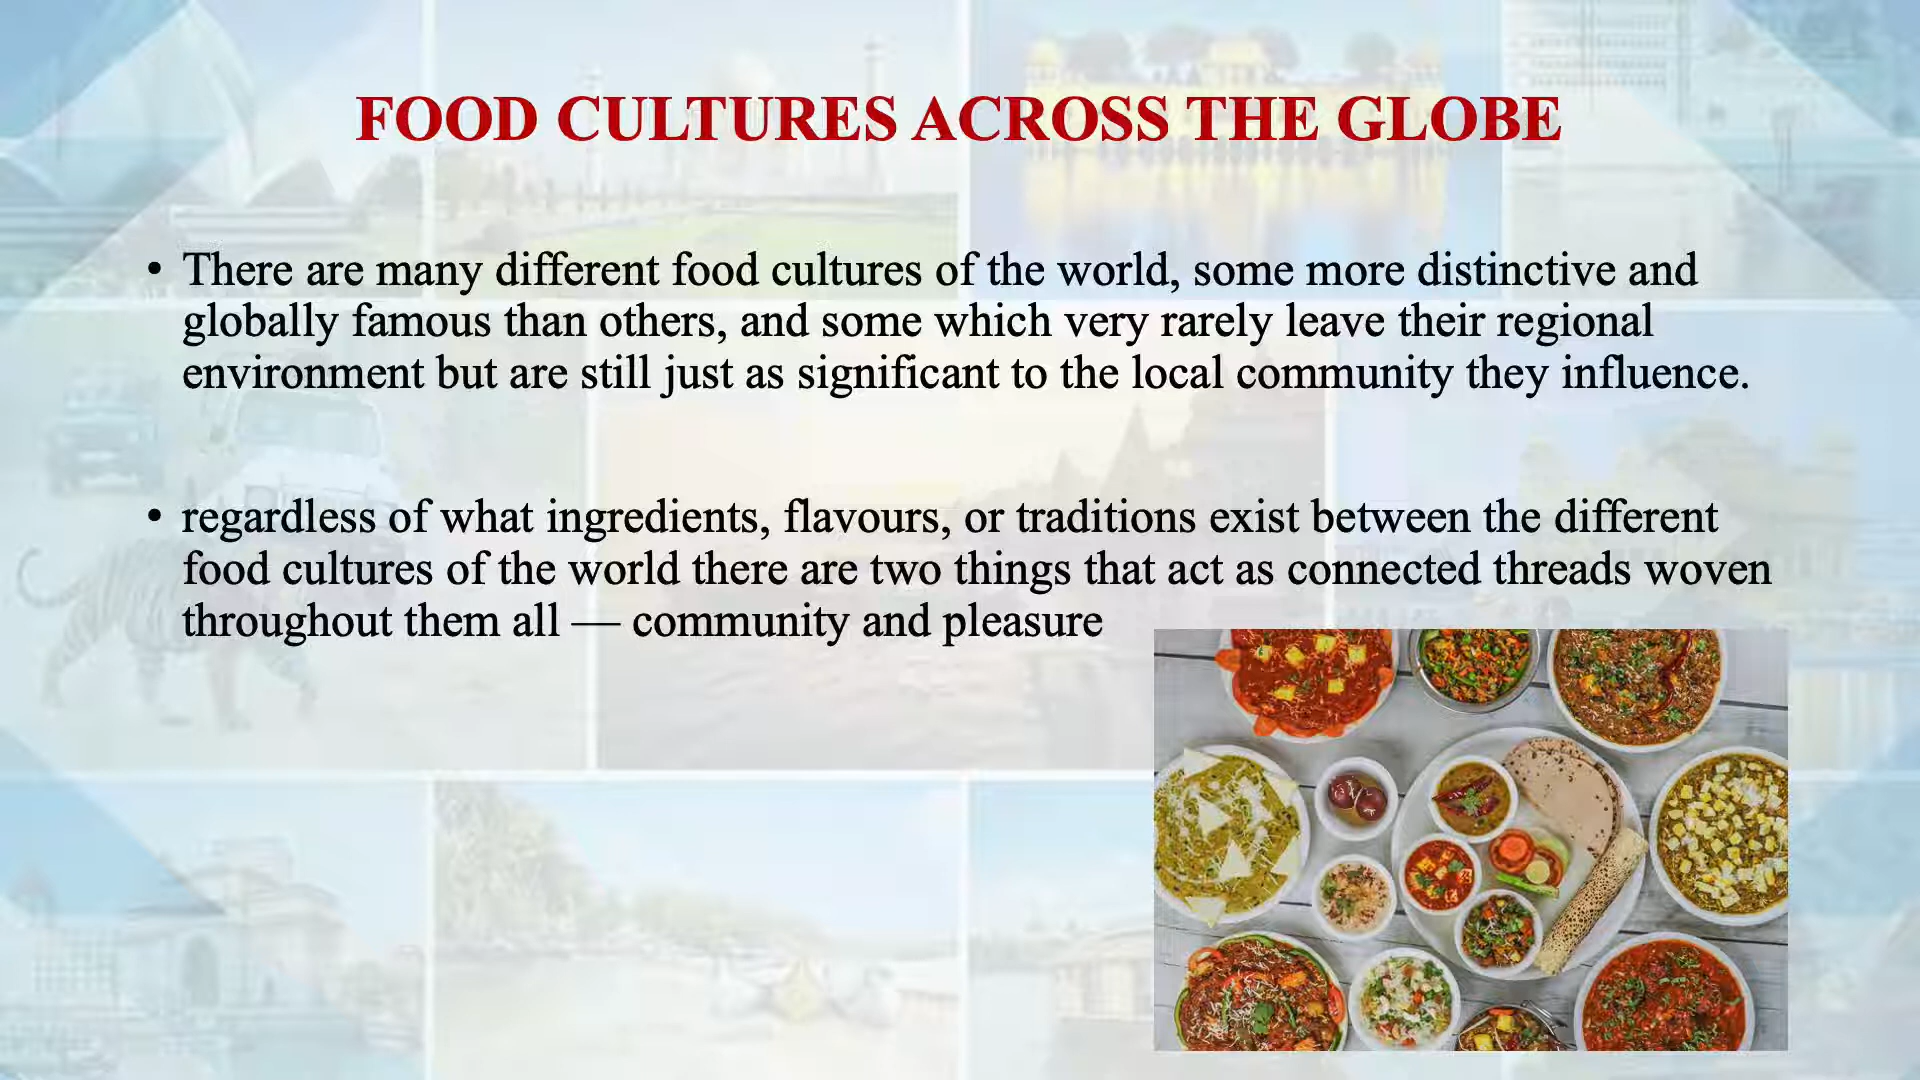 FOOD CULTURES ACROSS THE GLOBE
• There are many different food cultures of the world, some more distinctive and
globally famous than others, and some which very rarely leave their regional
environment but are still just as significant to the local community they influence.
• regardless of what ingredients, flavours, or traditions exist between the different
food cultures of the world there are two things that act as connected threads woven
throughout them all — community and pleasure